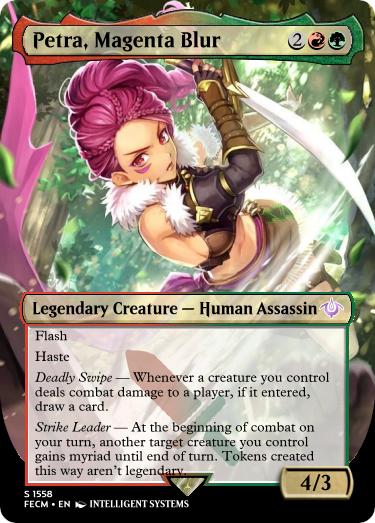 Petra, Magenta Blur 2
Legendary Creature — Human Assassin
Flash
Haste
Deadly Swipe — Whenever a creature you control
deals combat damage to a player, if it entered,
draw a card.
Strike Leader — At the beginning of combat on
your turn, another target creature you control
gains myriad until end of turn. Tokens created
this way aren't legendary.
4/3
S 1558
FECM • EN INTELLIGENT SYSTEMS